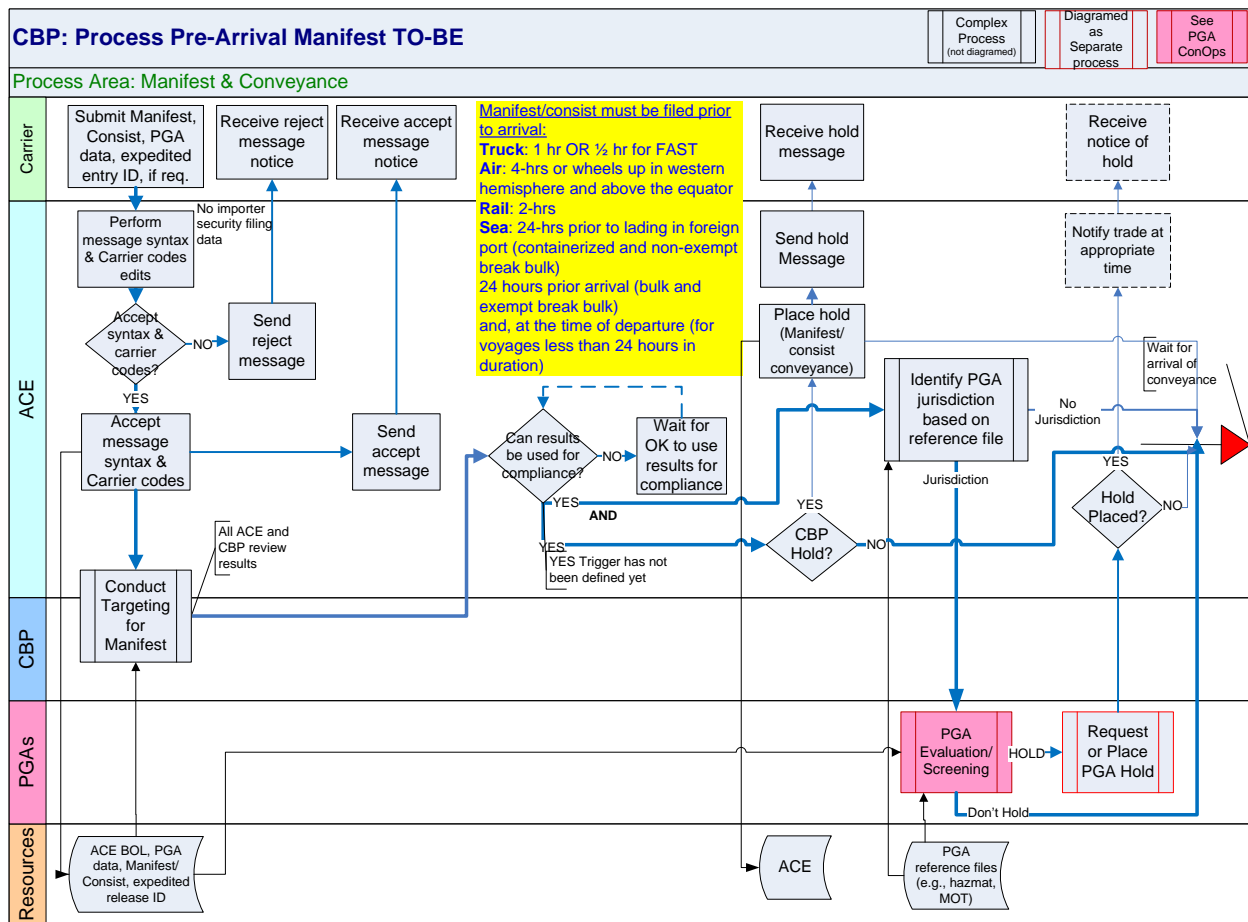 CBP: Process Pre-Arrival Manifest TO-BE
Complex
Process
(not diagramed)
Diagramed
as
Separate
process
See
PGA
ConOps
Process Area: Manifest & Conveyance
Carrier
Submit Manifest,
Consist, PGA
data, expedited
entry ID, if req.
Receive reject
message
notice
Receive accept
message
notice
Manifest/consist must be filed prior
to arrival:
Truck: 1 hr OR ½ hr for FAST
Air: 4-hrs or wheels up in western
hemisphere and above the equator
Rail: 2-hrs
Sea: 24-hrs prior to lading in foreign
port (containerized and non-exempt
break bulk)
24 hours prior arrival (bulk and
exempt break bulk)
and, at the time of departure (for
voyages less than 24 hours in
duration)
Receive hold
message
Receive
notice of
hold
ACE
Perform
message syntax
& Carrier codes
edits
No importer
security filing
data
Send hold
Message
Notify trade at
appropriate
time
Accept
syntax &
carrier
codes?
NO
Send
reject
message
YES
Place hold
(Manifest/
consist
conveyance)
Wait for
arrival of
conveyance
Identify PGA
jurisdiction
based on
reference file
No
Jurisdiction
Jurisdiction
Accept
message
syntax &
Carrier codes
Send
accept
message
Can results
be used for
compliance?
NO
Wait for
OK to use
results for
compliance
YES
AND
YES
YES Trigger has not
been defined yet
YES
CBP
Hold?
NO
YES
Hold
Placed?
NO
All ACE and
CBP review
results
Conduct
Targeting
for
Manifest
CBP
PGAs
PGA
Evaluation/
Screening
HOLD
Request
or Place
PGA Hold
Don't Hold
Resources
ACE BOL, PGA
data, Manifest/
Consist, expedited
release ID
ACE
PGA
reference files
(e.g., hazmat,
MOT)